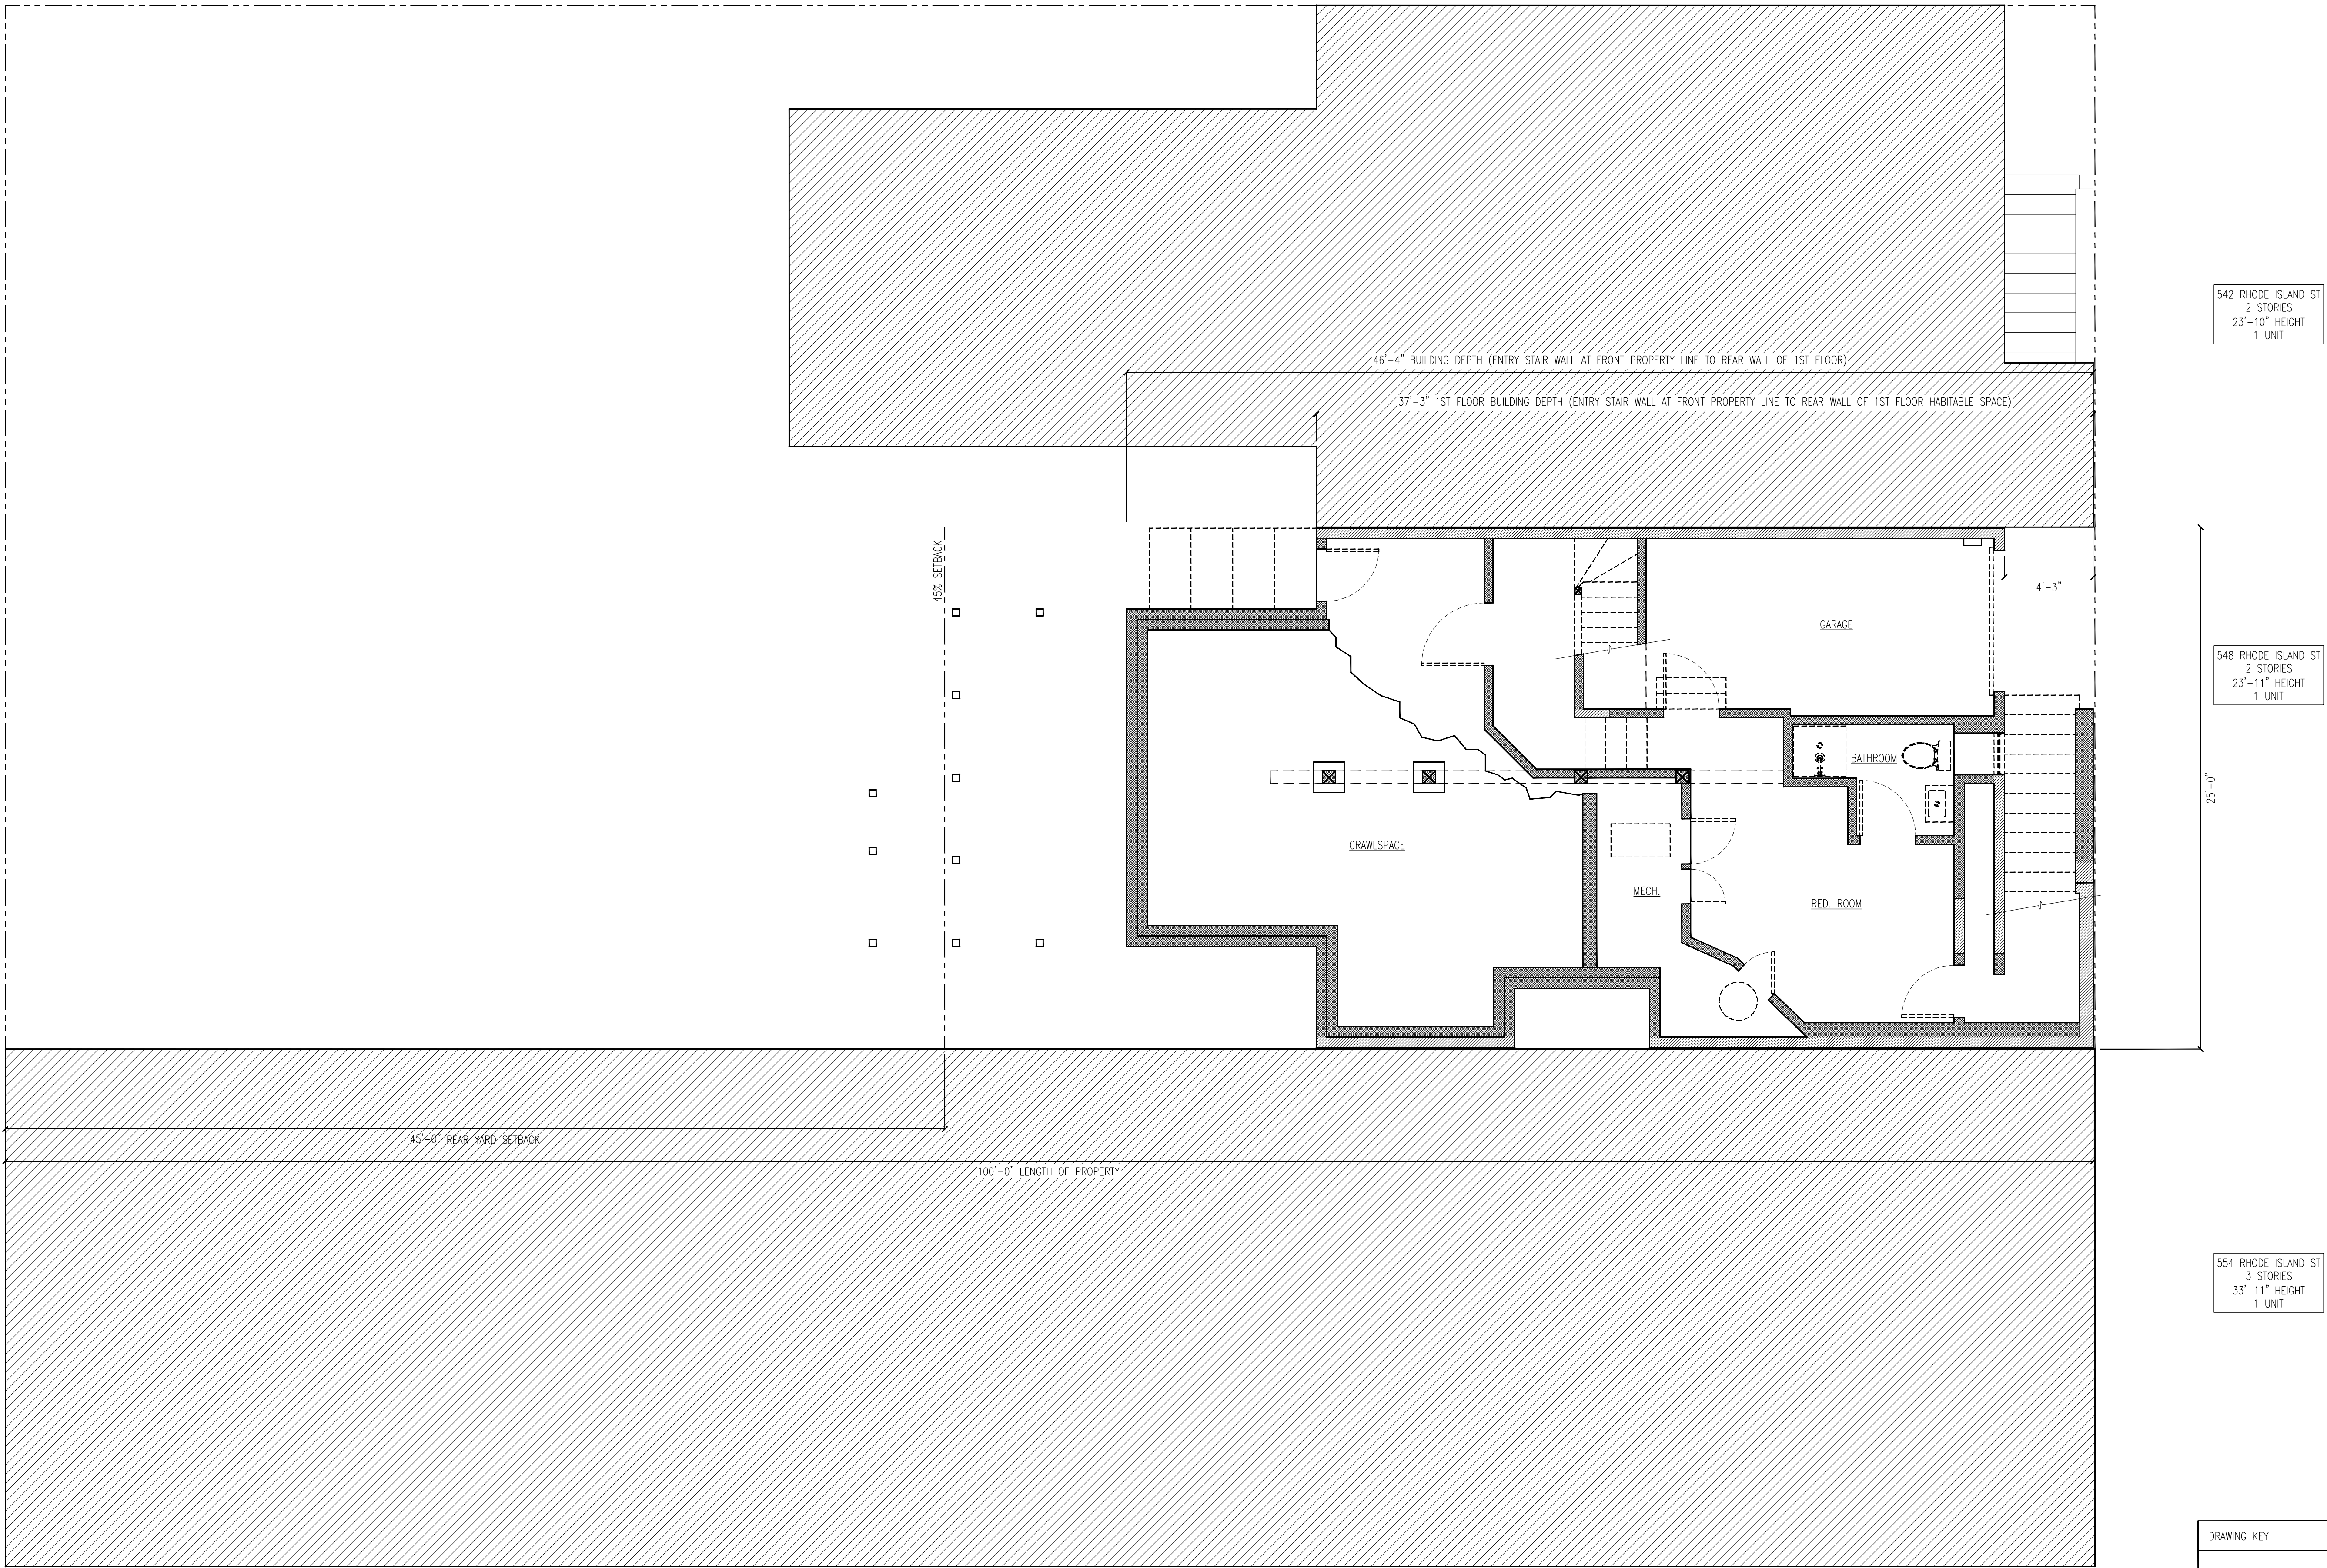 542 RHODE ISLAND ST
2 STORIES
23'-10" HEIGHT
1 UNIT
46'-4" BUILDING DEPTH (ENTRY STAIR WALL AT FRONT PROPERTY LINE TO REAR WALL OF 1ST FLOOR)
37'-3" 1ST FLOOR BUILDING DEPTH (ENTRY STAIR WALL AT FRONT PROPERTY LINE TO REAR WALL OF 1ST FLOOR HABITABLE SPACE)
45% SETBACK
4'-3"
GARAGE
548 RHODE ISLAND ST
2 STORIES
23'-11" HEIGHT
1 UNIT
BATHROOM
25'-0"
CRAWLSPACE
MECH.
RED. ROOM
45'-0" REAR YARD SETBACK
100'-0" LENGTH OF PROPERTY
554 RHODE ISLAND ST
3 STORIES
33'-11" HEIGHT
1 UNIT
DRAWING KEY